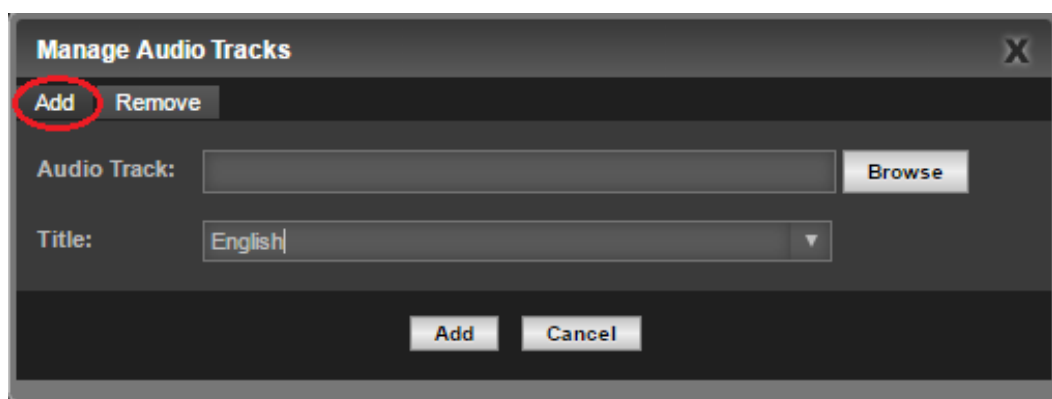 Manage Audio Tracks X
Add Remove
Audio Track: Browse
Title: English ▼
Add Cancel